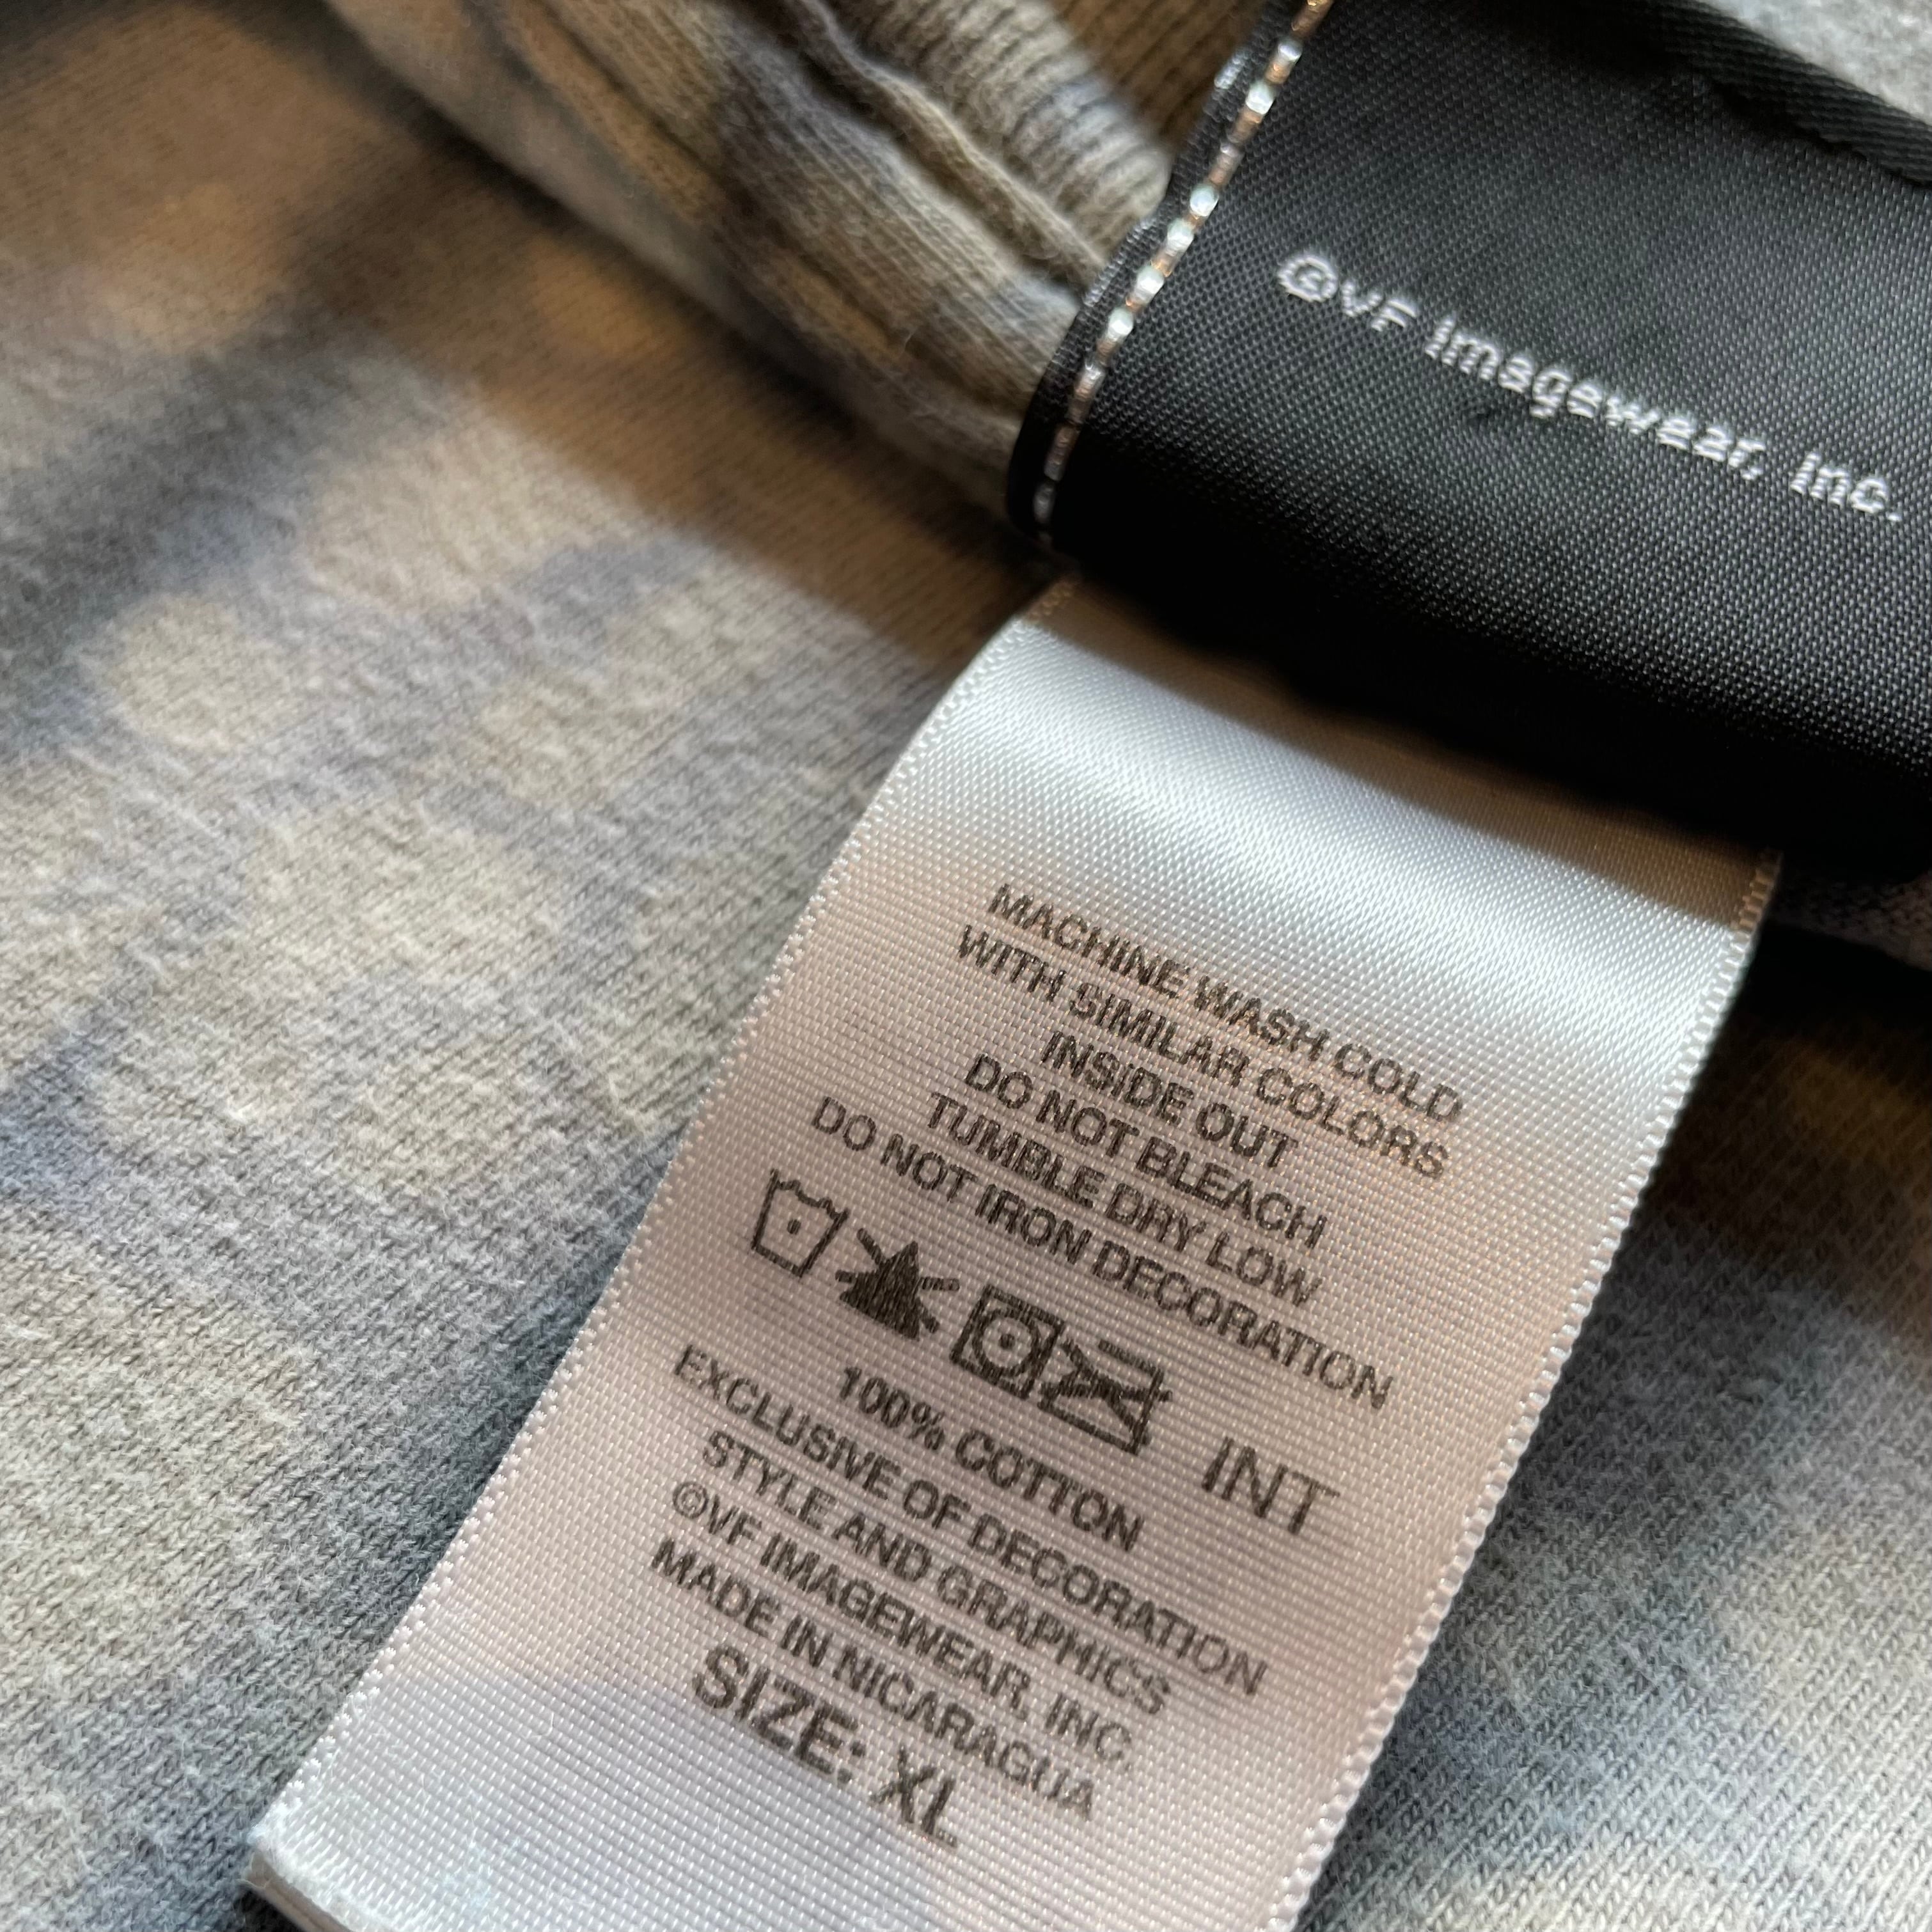 ©VF Imagewear, Inc.
MACHINE WASH COLD
WITH SIMILAR COLORS
INSIDE OUT
DO NOT BLEACH
TUMBLE DRY LOW
DO NOT IRON DECORATION
INT
100% COTTON
EXCLUSIVE OF DECORATION
STYLE AND GRAPHICS
©VF IMAGEWEAR, INC.
MADE IN NICARAGUA
SIZE: XL